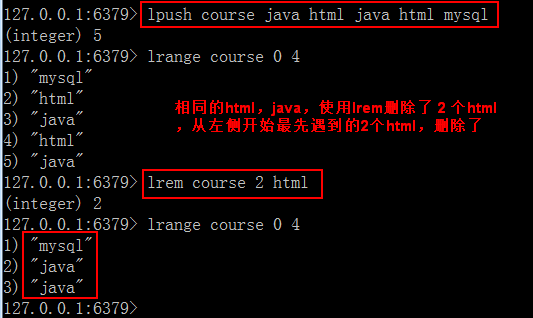 127.0.0.1:6379> lpush course java html java html mysql
(integer) 5
127.0.0.1:6379> lrange course 0 4
1) "mysql"
2) "html"
3) "java"
4) "html"
5) "java"
相同的html，java，使用lrem删除了 2 个html
，从左侧开始最先遇到的2个html，删除了
127.0.0.1:6379> lrem course 2 html
(integer) 2
127.0.0.1:6379> lrange course 0 4
1) "mysql"
2) "java"
3) "java"
127.0.0.1:6379>